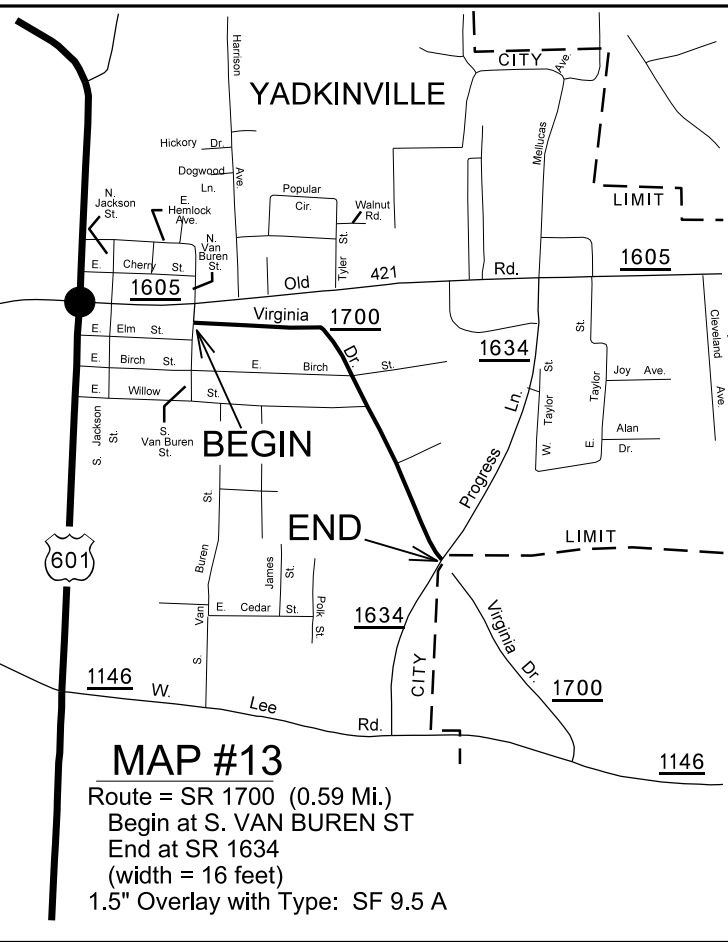 CITY
Ave.
Harrison
YADKINVILLE
Hickory Dr.
Mellucas
Dogwood
Ln.
Ave
LIMIT
N.
Jackson
St.
E.
Hemlock
Ave.
Popular
Cir.
Walnut
Rd.
N.
Van
Buren
St.
Tyler St.
E. Cherry St.
1605
Old 421 Rd.
1605
Virginia
1700
Dr.
E. Elm St.
1634
St.
Cleveland
Ave.
E. Birch St.
E. Birch St.
Joy Ave.
E. Willow St.
Ln.
W. Taylor St.
E. Taylor
S. Jackson
St.
S.
Van Buren
St.
BEGIN
Alan
Dr.
Progress
St.
END
LIMIT
601
Buren
James
St.
Polk St.
Van
E. Cedar St.
1634
Virginia
Dr.
S.
CITY
1146
W.
Lee
Rd.
1700
1146
MAP #13
Route = SR 1700 (0.59 Mi.)
Begin at S. VAN BUREN ST
End at SR 1634
(width = 16 feet)
1.5" Overlay with Type: SF 9.5 A